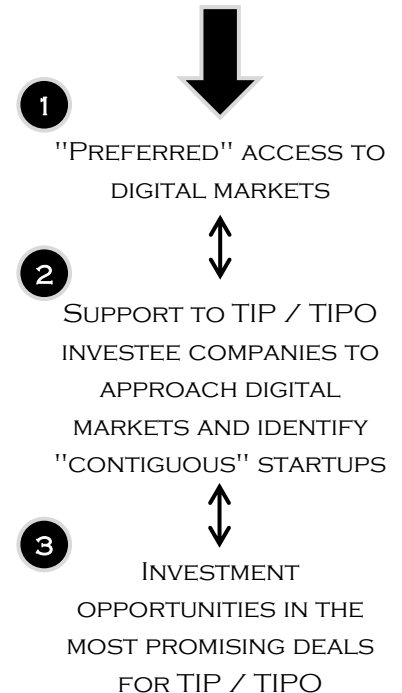 1
"Preferred" access to
digital markets
2
Support to TIP / TIPO
investee companies to
approach digital
markets and identify
"contiguous" startups
3
Investment
opportunities in the
most promising deals
for TIP / TIPO